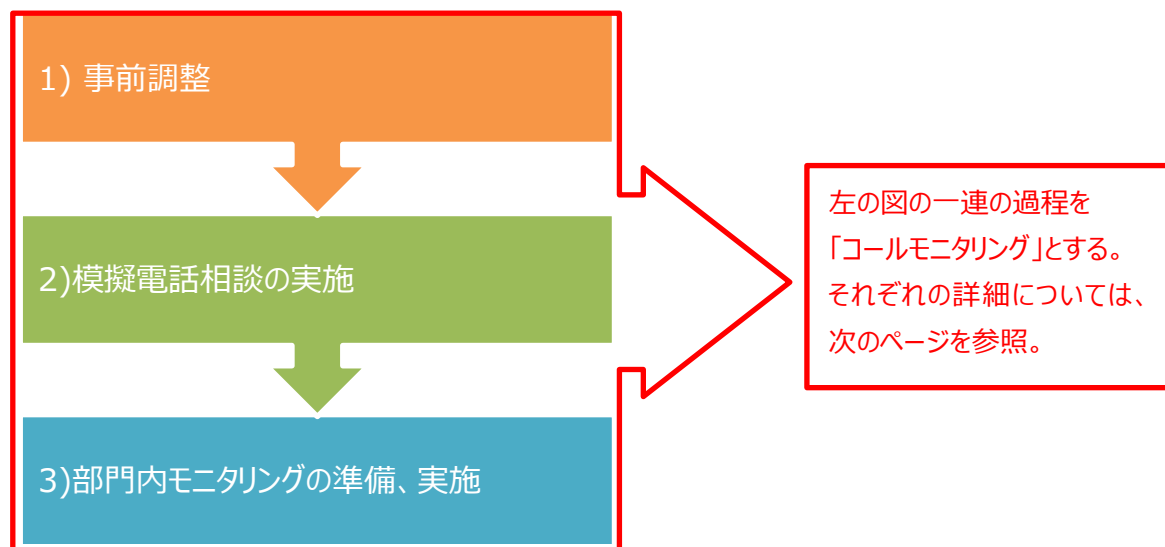 1) 事前調整
2)模擬電話相談の実施
3)部門内モニタリングの準備、実施
左の図の一連の過程を
「コールモニタリング」とする。
それぞれの詳細については、
次のページを参照。